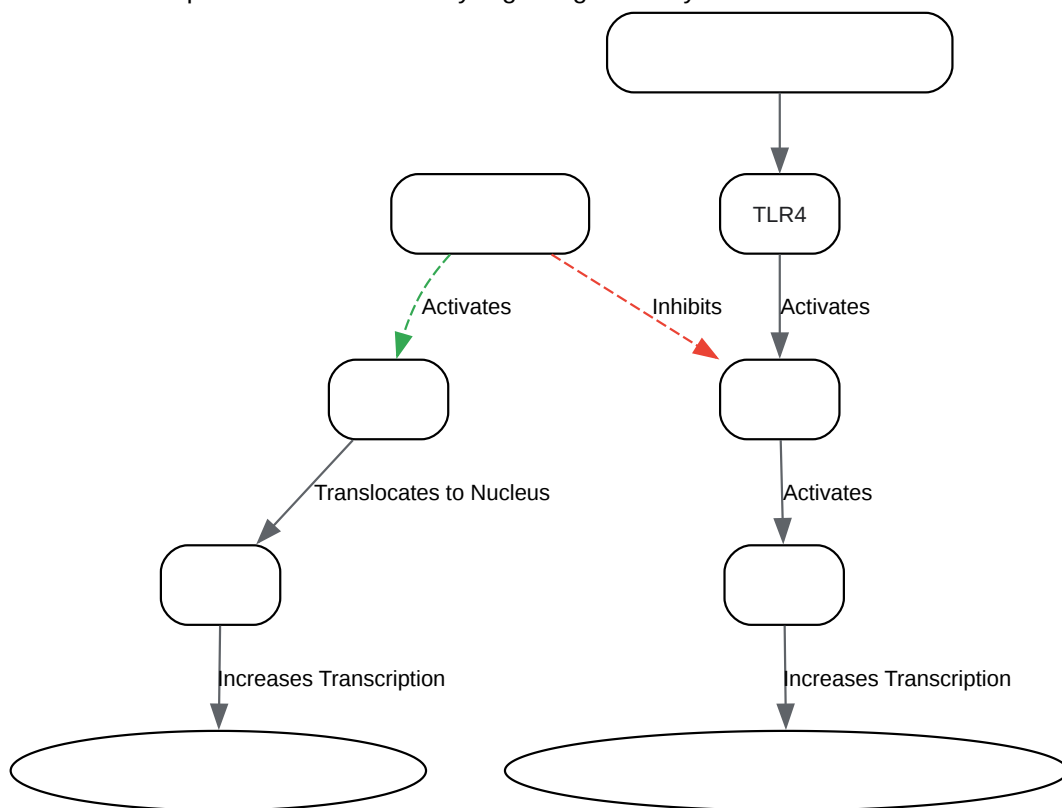 TLR4
Activates
Inhibits
Activates
Translocates to Nucleus
Activates
Increases Transcription
Increases Transcription